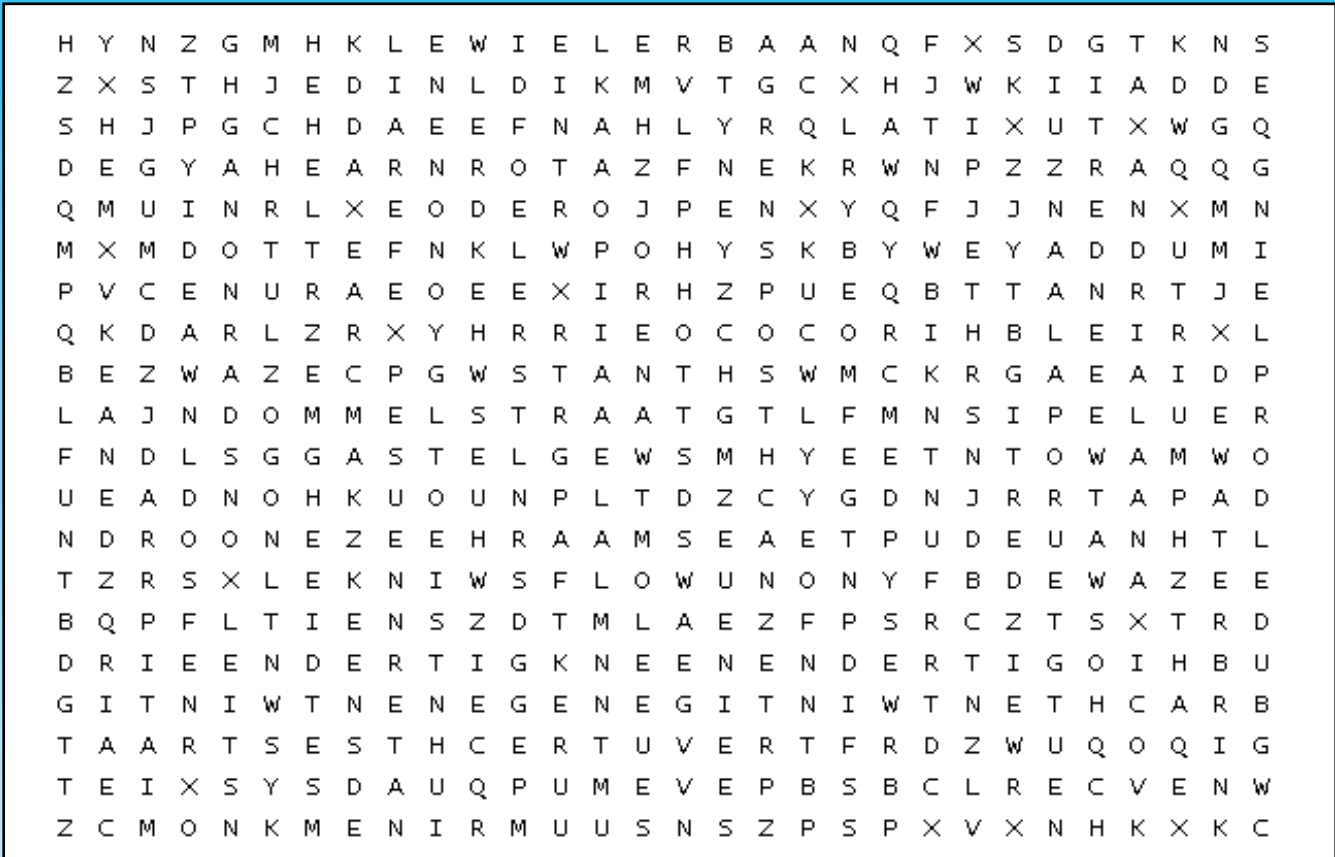 H Y N Z G M H K L E W I E L E R B A A N Q F X S D G T K N S
Z X S T H J E D I N L D I K M V T G C X H J W K I I A D D E
S H J P G C H D A E E F N A H L Y R Q L A T I X U T X W G Q
D E G Y A H E A R N R O T A Z F N E K R W N P Z Z R A Q Q G
Q M U I N R L X E O D E R O J P E N X Y Q F J J N E N X M N
M X M D O T T E F N K L W P O H Y S K B Y W E Y A D D U M I
P V C E N U R A E O E E X I R H Z P U E Q B T T A N R T J E
Q K D A R L Z R X Y H R R I E O C O C O R I H B L E I R X L
B E Z W A Z E C P G W S T A N T H S W M C K R G A E A I D P
L A J N D O M M E L S T R A A T G T L F M N S I P E L U E R
F N D L S G G A S T E L G E W S M H Y E E T N T O W A M W O
U E A D N O H K U O U N P L T D Z C Y G D N J R R T A P A D
N D R O O N E Z E E H R A A M S E A E T P U D E U A N H T L
T Z R S X L E K N I W S F L O W U N O N Y F B D E W A Z E E
B Q P F L T I E N S Z D T M L A E Z F P S R C Z T S X T R D
D R I E E N D E R T I G K N E E N E N D E R T I G O I H B U
G I T N I W T N E N E G E N E G I T N I W T N E T H C A R B
T A A R T S E S T H C E R T U V E R T F R D Z W U Q O Q I G
T E I X S Y S D A U Q P U M E V E P B S B C L R E C V E N W
Z C M O N K M E N I R M U U S N S Z P S P X V X N H K X K C